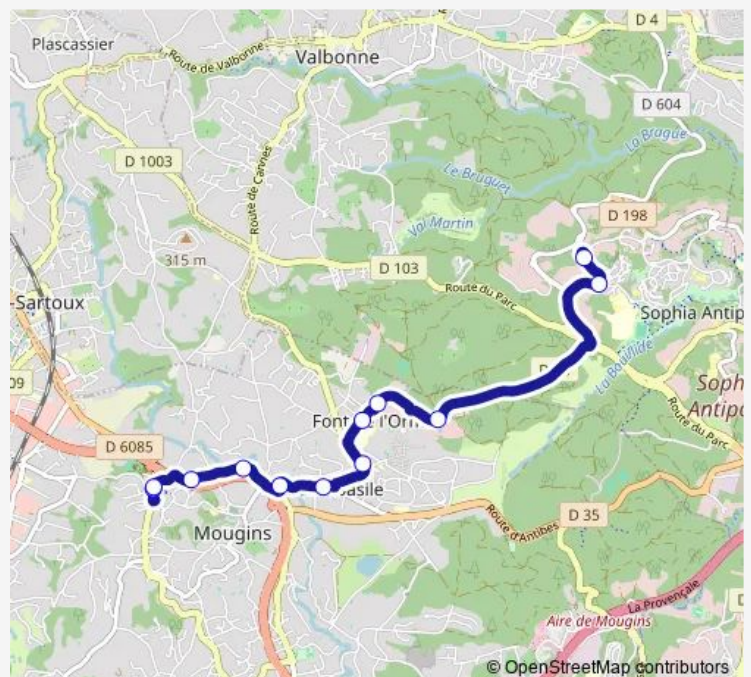 D 4
Plascassier
Route de Valbonne
Valbonne
D 604
La Brague
D 1003
Le Bruguet
Route de Cannes
D 198
Val Martin
315 m
D 103
Route du Parc
-Sartoux
Sophia Antip
La Bouillide
09
Soph
Antipo
Route du Parc
D 6085
D 35
Route d'Antibes
Mougins
La Provençale
Aire de Mougins
© OpenStreetMap contributors